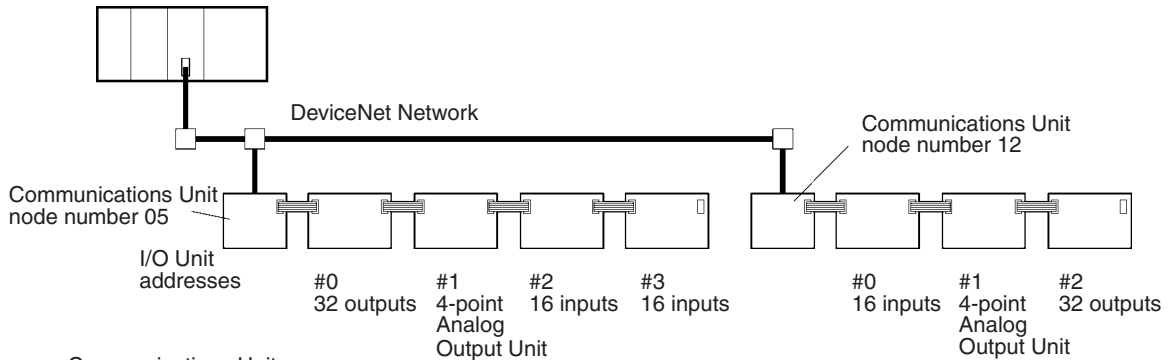 DeviceNet Network
Communications Unit
node number 12
Communications Unit
node number 05
I/O Unit
addresses
#0
32 outputs
#1
4-point
Analog
Output Unit
#2
16 inputs
#3
16 inputs
#0
16 inputs
#1
4-point
Analog
Output Unit
#2
32 outputs